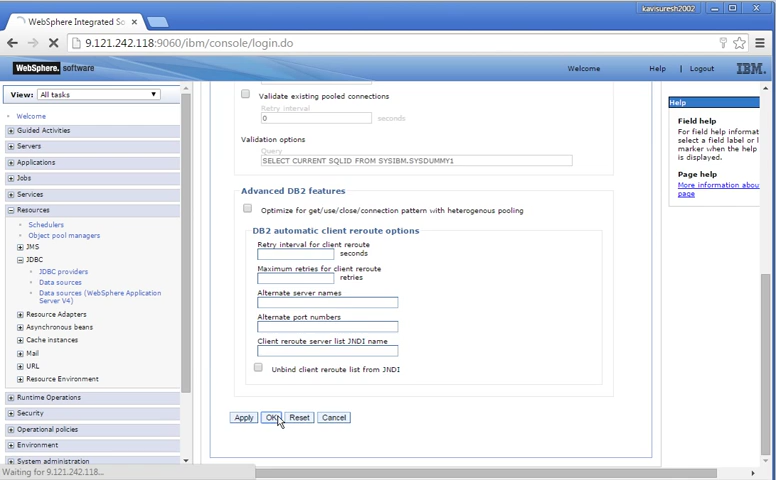 kavisuresh2002
WebSphere Integrated So
9.121.242.118:9060/ibm/console/login.do
WebSphere. software
Welcome
Help | Logout
IBM.
View: All tasks
Welcome
Guided Activities
Servers
Applications
Jobs
Services
Resources
Schedulers
Object pool managers
JMS
JDBC
JDBC providers
Data sources
Data sources (WebSphere Application
Server V4)
Resource Adapters
Asynchronous beans
Cache instances
Mail
URL
Resource Environment
Runtime Operations
Security
Operational policies
Environment
System administration
Waiting for 9.121.242.118...
Validate existing pooled connections
Retry interval
0 seconds
Validation options
Query
SELECT CURRENT SQLID FROM SYSIBM.SYSDUMMY1
Advanced DB2 features
Optimize for get/use/close/connection pattern with heterogenous pooling
DB2 automatic client reroute options
Retry interval for client reroute
seconds
Maximum retries for client reroute
retries
Alternate server names
Alternate port numbers
Client reroute server list JNDI name
Unbind client reroute list from JNDI
Apply OK Reset Cancel
Help
Field help
For field help informat
select a field label or l
marker when the help
is displayed.
Page help
More information abou
page